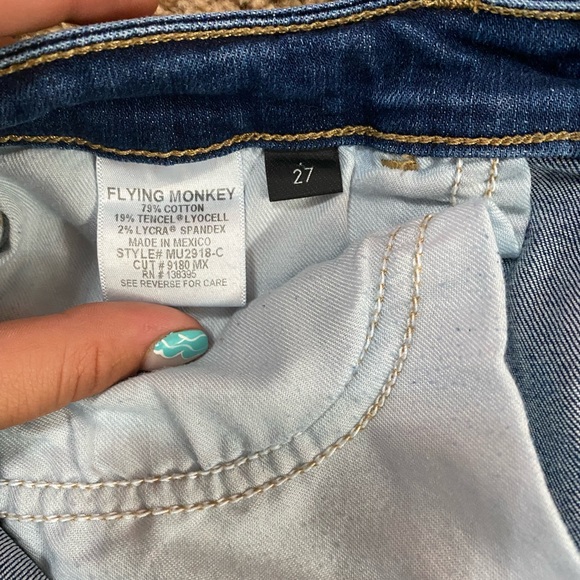 FLYING MONKEY
79% COTTON
19% TENCEL® LYOCELL
2% LYCRA® SPANDEX
MADE IN MEXICO
STYLE# MU2918-C
CUT # 9180 MX
RN # 138395
SEE REVERSE FOR CARE
27